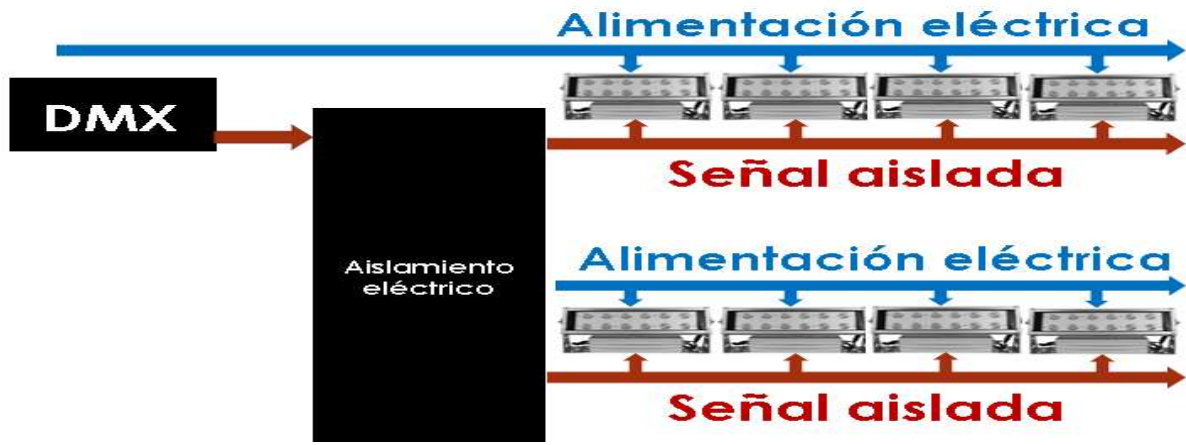 Alimentación eléctrica
DMX
Señal aislada
Aislamiento
eléctrico
Alimentación eléctrica
Señal aislada